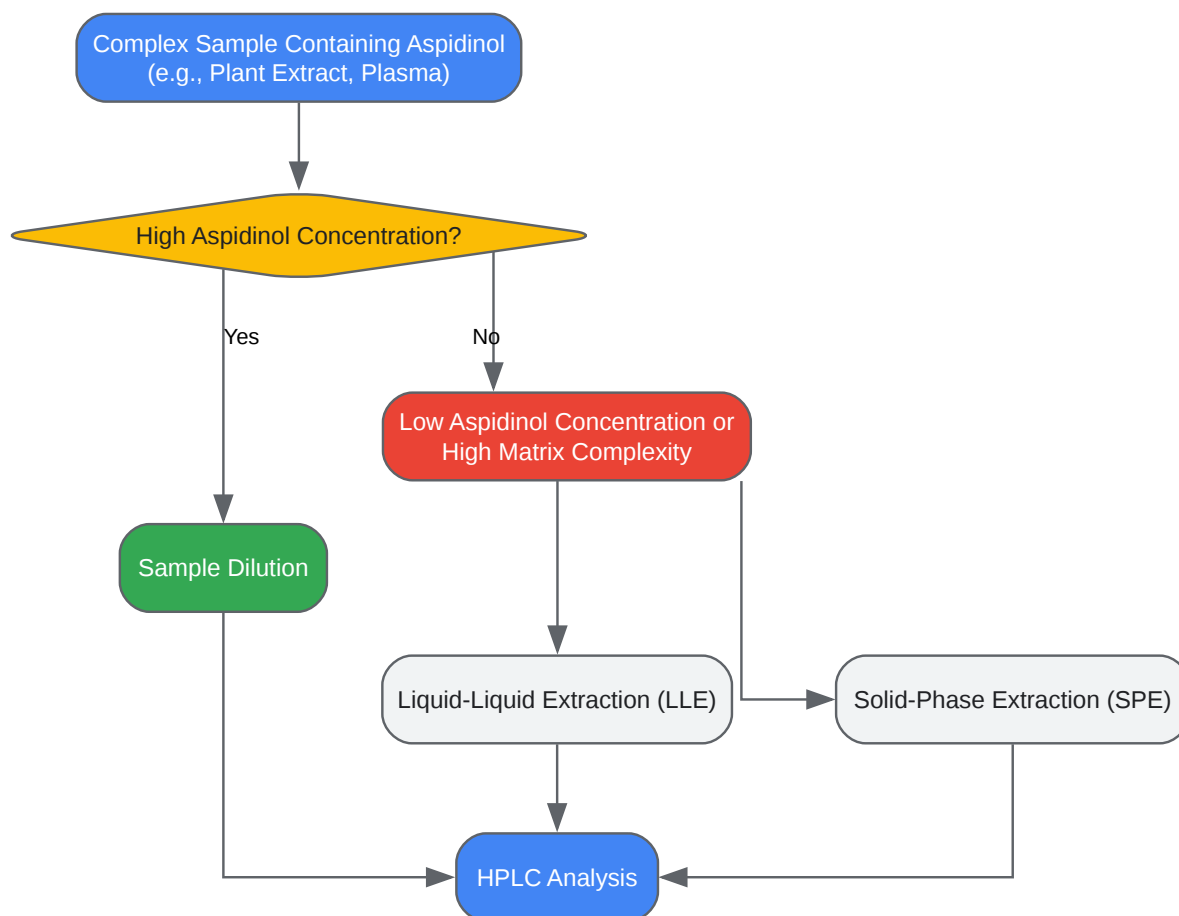 Complex Sample Containing Aspidinol
(e.g., Plant Extract, Plasma)
High Aspidinol Concentration?
Yes
No
Low Aspidinol Concentration or
High Matrix Complexity
Sample Dilution
Liquid-Liquid Extraction (LLE)
Solid-Phase Extraction (SPE)
HPLC Analysis